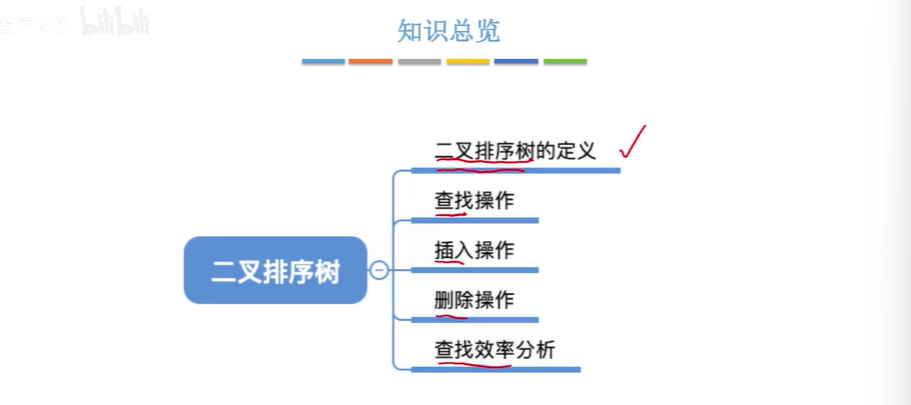 bilibili
知识总览
二叉排序树的定义
查找操作
插入操作
二叉排序树
删除操作
查找效率分析